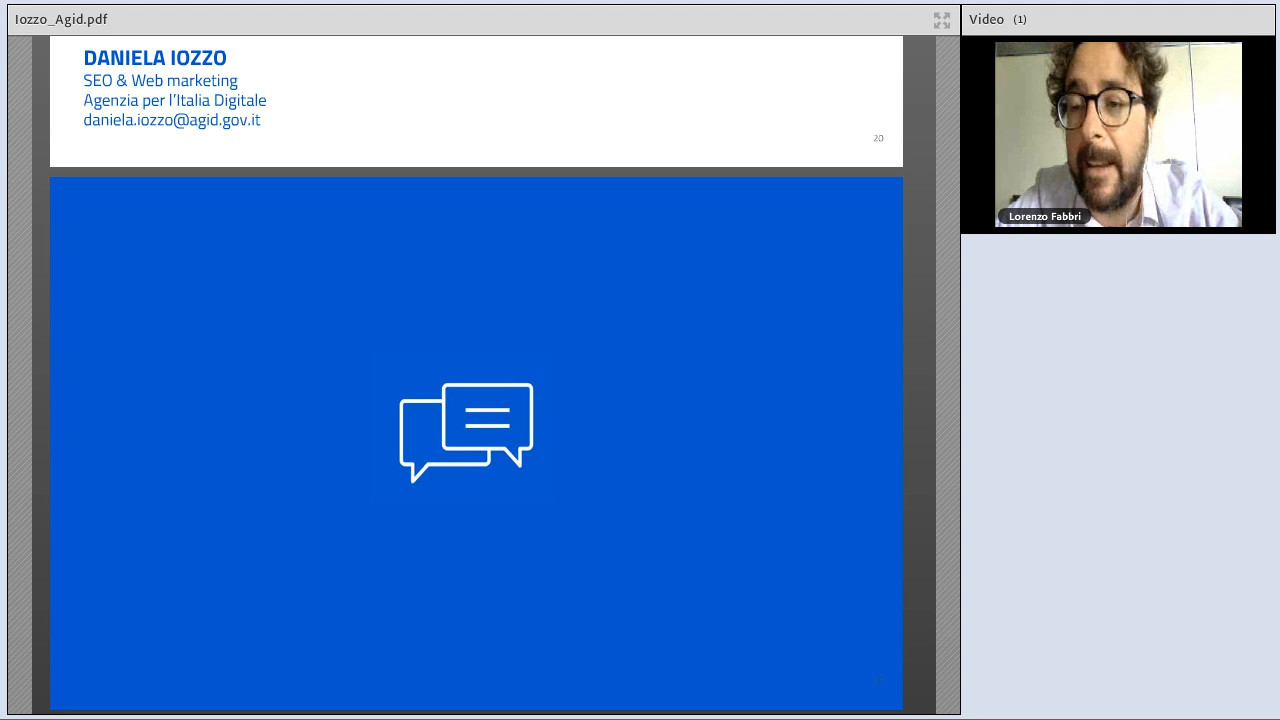 Iozzo_Agid.pdf
Video (1)
DANIELA IOZZO
SEO & Web marketing
Agenzia per l'Italia Digitale
daniela.iozzo@agid.gov.it
20
Lorenzo Fabbri